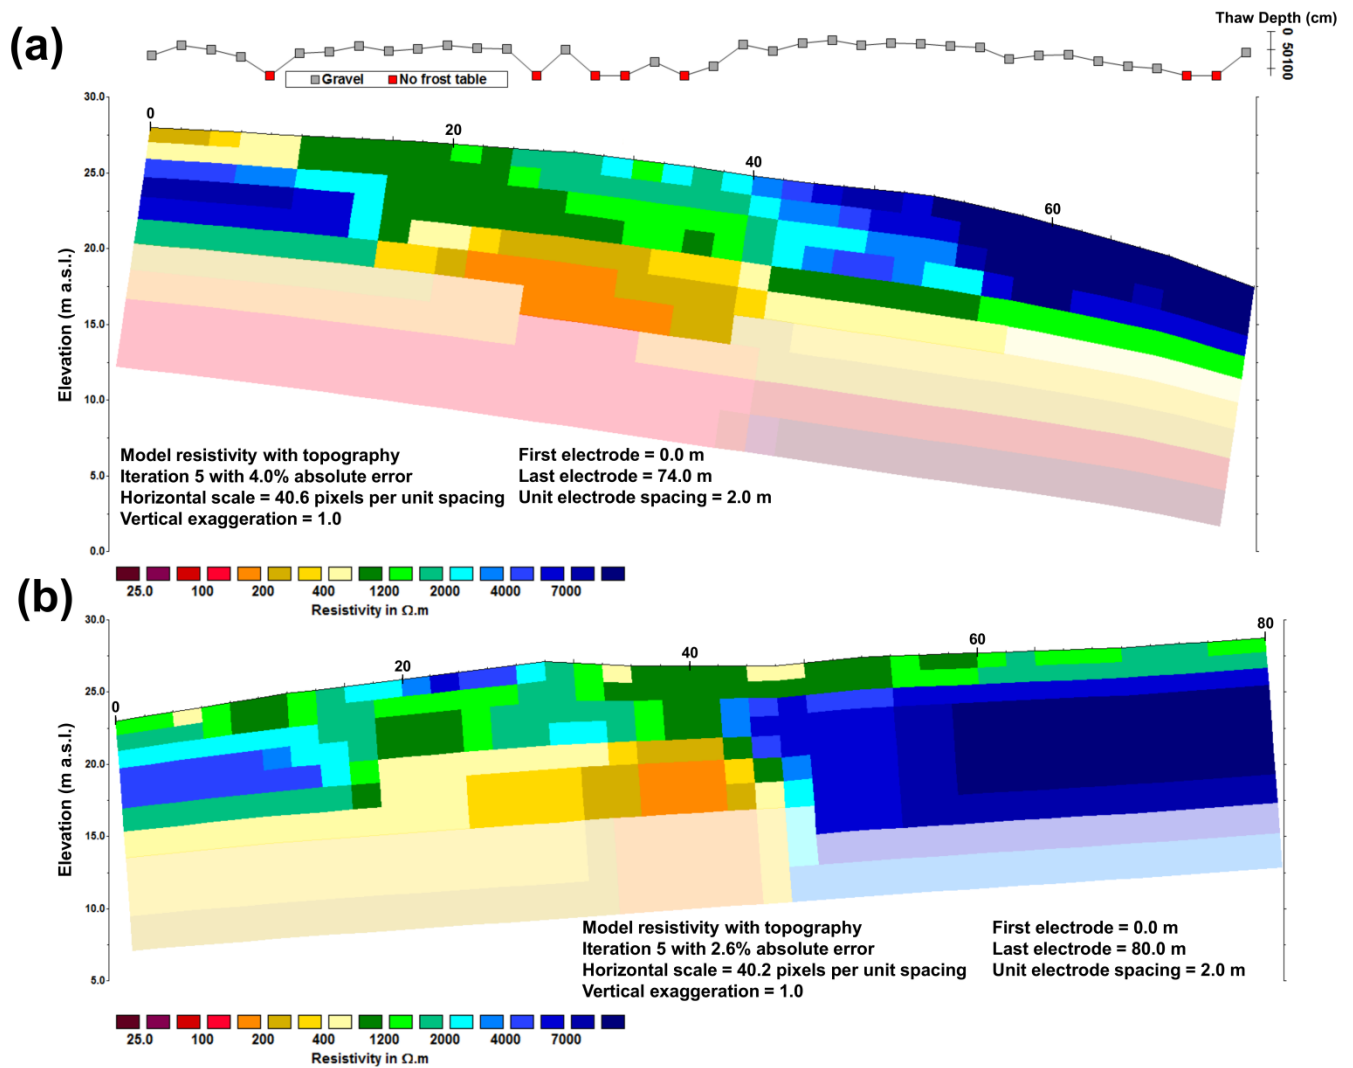 Thaw Depth (cm)
(a)
0
50
100
Gravel No frost table
30.0
0
20
40
60
25.0
20.0
15.0
10.0
5.0
0.0
Elevation (m a.s.l.)
Model resistivity with topography
Iteration 5 with 4.0% absolute error
Horizontal scale = 40.6 pixels per unit spacing
Vertical exaggeration = 1.0
First electrode = 0.0 m
Last electrode = 74.0 m
Unit electrode spacing = 2.0 m
25.0 100 200 400 1200 2000 4000 7000
Resistivity in Ω.m
(b)
30.0
0
20
40
60
80
25.0
20.0
15.0
10.0
5.0
Elevation (m a.s.l.)
Model resistivity with topography
Iteration 5 with 2.6% absolute error
Horizontal scale = 40.2 pixels per unit spacing
Vertical exaggeration = 1.0
First electrode = 0.0 m
Last electrode = 80.0 m
Unit electrode spacing = 2.0 m
25.0 100 200 400 1200 2000 4000 7000
Resistivity in Ω.m